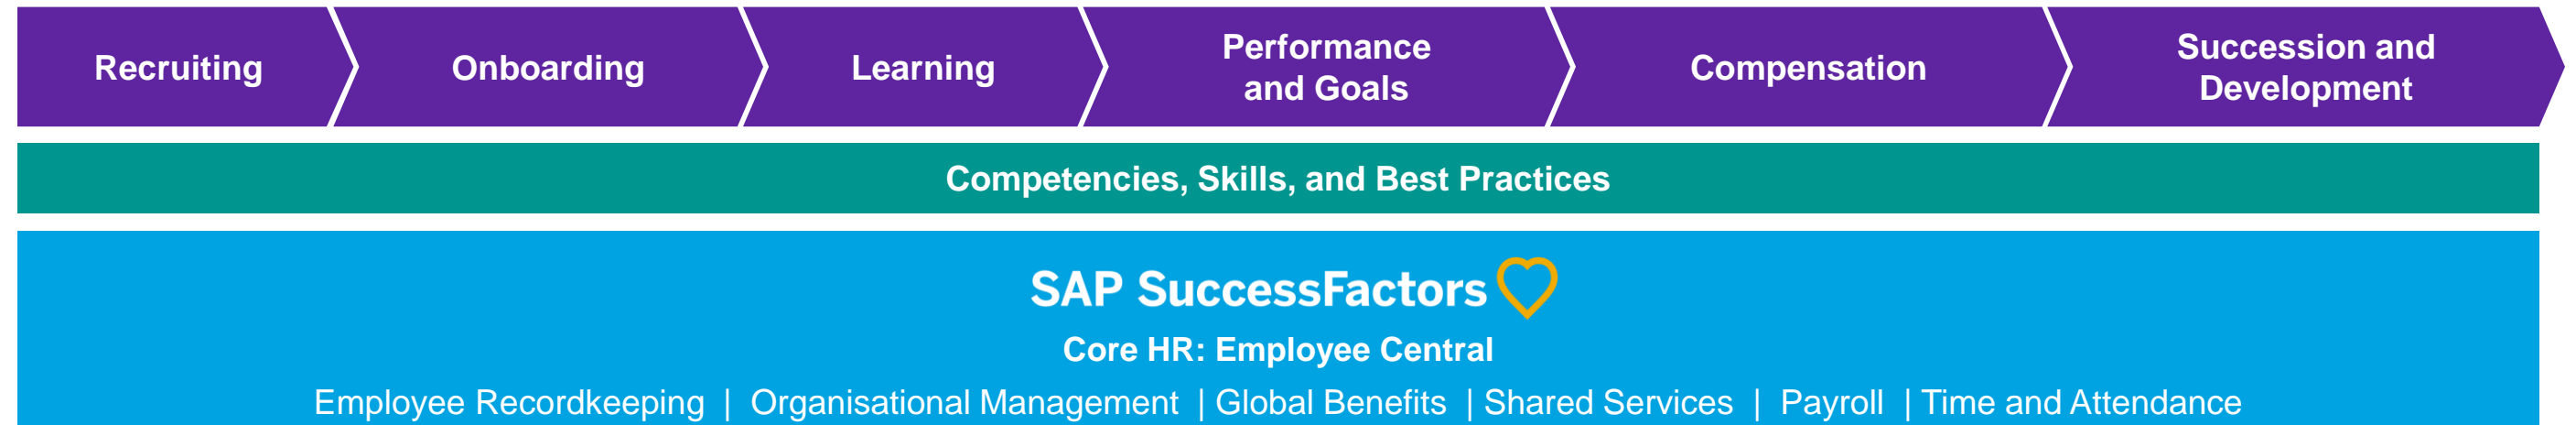 Recruiting
Onboarding
Learning
Performance
and Goals
Compensation
Succession and
Development
Competencies, Skills, and Best Practices
SAP SuccessFactors
Core HR: Employee Central
Employee Recordkeeping | Organisational Management | Global Benefits | Shared Services | Payroll | Time and Attendance